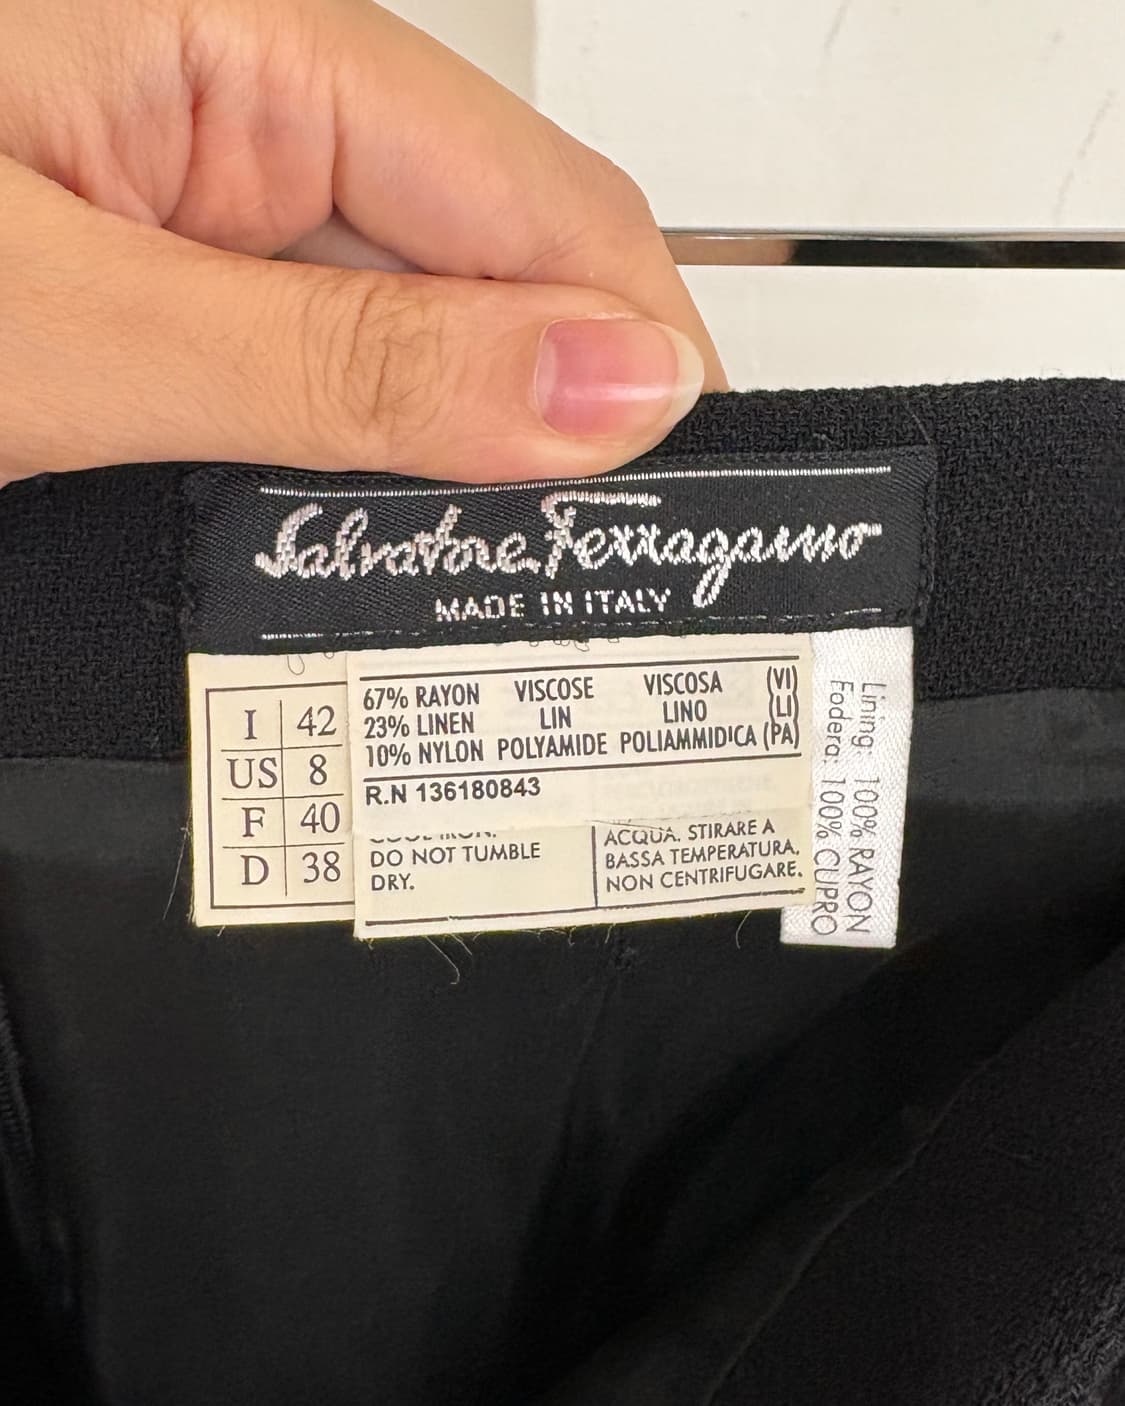 Salvatore Ferragamo
MADE IN ITALY
I 42
US 8
F 40
D 38
67% RAYON VISCOSE VISCOSA (VI)
23% LINEN LIN LINO (LI)
10% NYLON POLYAMIDE POLIAMMIDICA (PA)
R.N 136180843
DO NOT TUMBLE
DRY.
ACQUA. STIRARE A
BASSA TEMPERATURA.
NON CENTRIFUGARE.
Lining: 100% RAYON
Fodera: 100% CUPRO